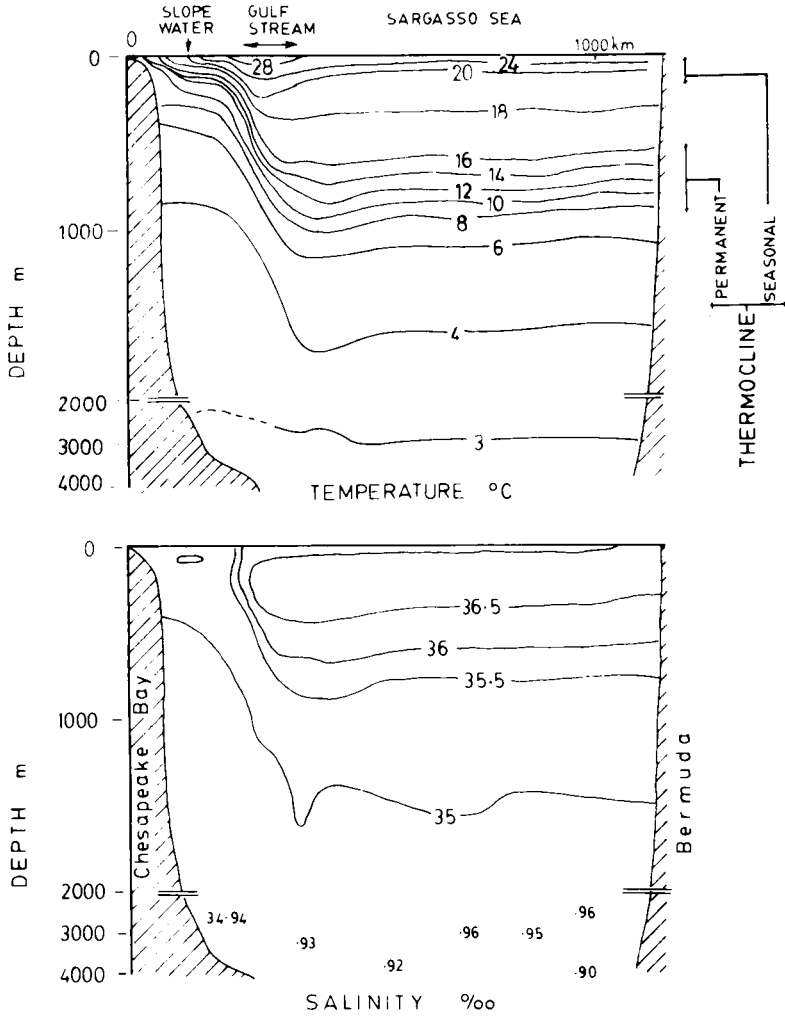 SLOPE WATER
GULF STREAM
SARGASSO SEA
0
1000 km
0
28
24
20
18
16
14
12
10
8
1000
6
4
2000
3000
3
4000
DEPTH m
TEMPERATURE °C
PERMANENT
SEASONAL
THERMOCLINE
0
36·5
36
35·5
1000
35
2000
34·94
·96
3000
·93
·96
·95
·92
4000
·90
DEPTH m
Chesapeake Bay
Bermuda
SALINITY ‰